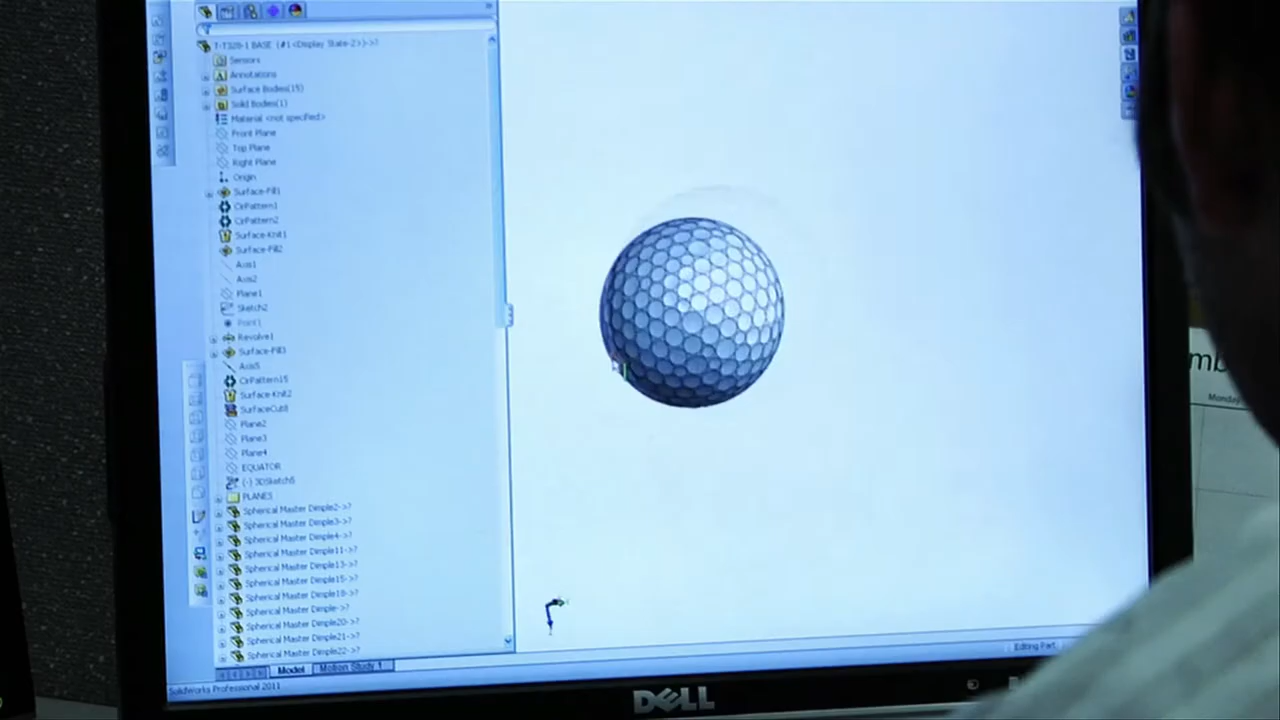 T-T328-1 BASE (#1<Display State-2>)->?
Sensors
Annotations
Surface Bodies(15)
Solid Bodies(1)
Material <not specified>
Front Plane
Top Plane
Right Plane
Origin
Surface-Fill1
CirPattern1
CirPattern2
Surface-Knit1
Surface-Fill2
Axis1
Axis2
Plane1
Sketch2
Point1
Revolve1
Surface-Fill3
Axis5
CirPattern15
Surface-Knit2
SurfaceCut8
Plane2
Plane3
Plane4
EQUATOR
(-) 3DSketch5
PLANES
Spherical Master Dimple2->?
Spherical Master Dimple3->?
Spherical Master Dimple4->?
Spherical Master Dimple11->?
Spherical Master Dimple13->?
Spherical Master Dimple15->?
Spherical Master Dimple18->?
Spherical Master Dimple->?
Spherical Master Dimple20->?
Spherical Master Dimple21->?
Spherical Master Dimple22->?
Model Motion Study 1
SolidWorks Professional 2011
Editing Part
DELL
Monday